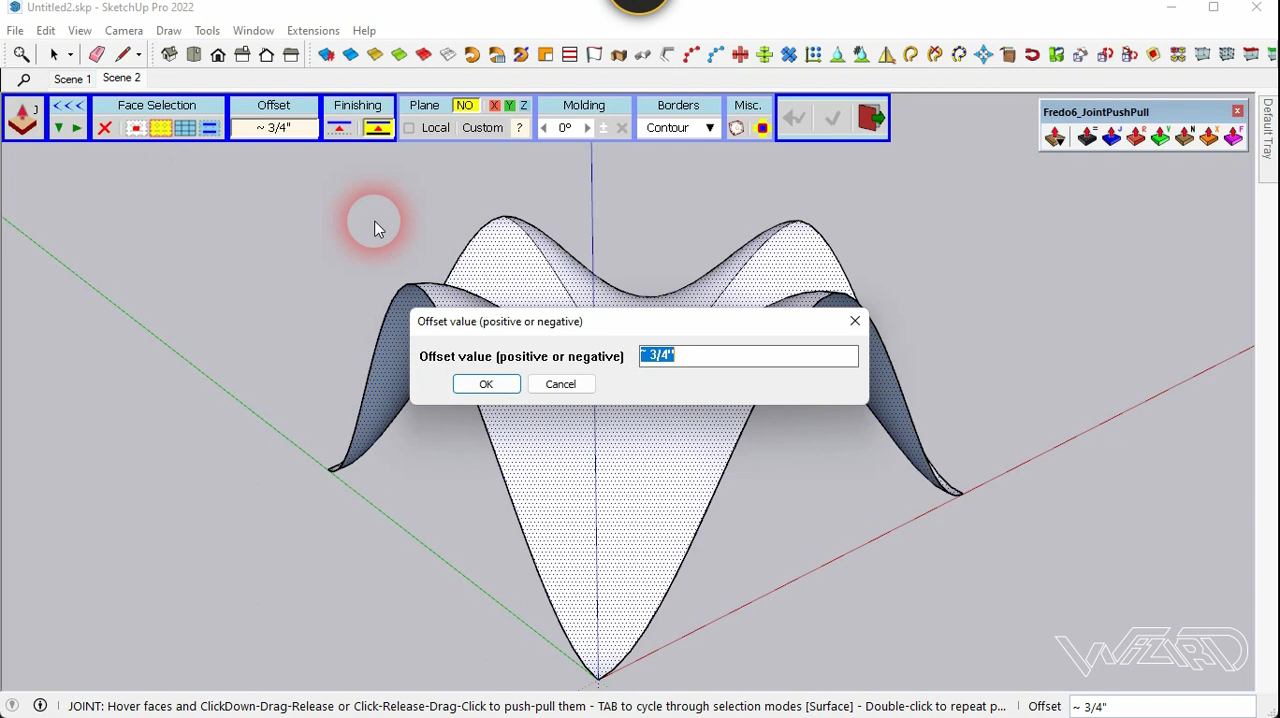 Untitled2.skp - SketchUp Pro 2022
File Edit View Camera Draw Tools Window Extensions Help
Scene 1 Scene 2
<<< Face Selection Offset Finishing Plane NO X Y Z Molding Borders Misc.
~ 3/4" Local Custom ? 0° ± Contour
Fredo6_JointPushPull
Default Tray
Offset value (positive or negative)
Offset value (positive or negative) ~ 3/4"
OK Cancel
WIZARD
JOINT: Hover faces and ClickDown-Drag-Release or Click-Release-Drag-Click to push-pull them - TAB to cycle through selection modes [Surface] - Double-click to repeat p... Offset ~ 3/4"